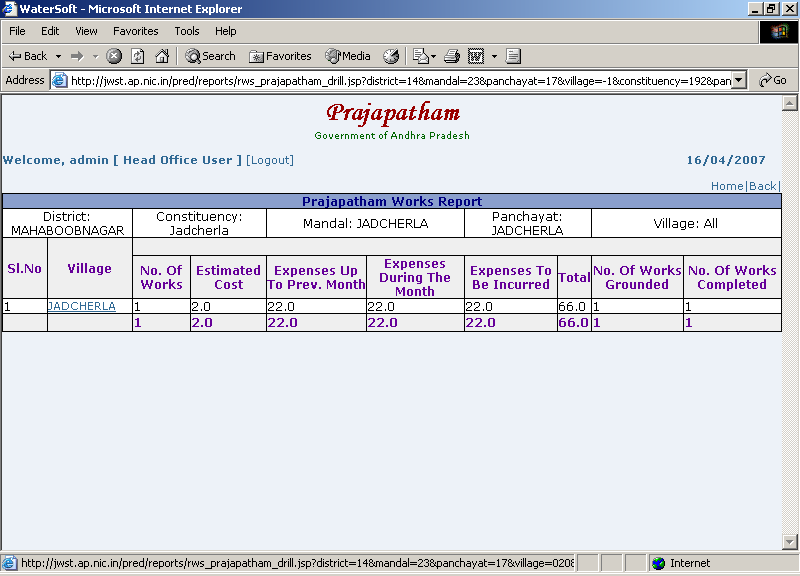 WaterSoft - Microsoft Internet Explorer
File Edit View Favorites Tools Help
Back Search Favorites Media
Address http://jwst.ap.nic.in/pred/reports/rws_prajapatham_drill.jsp?district=14&mandal=23&panchayat=17&village=-1&constituency=192&pan Go
Prajapatham
Government of Andhra Pradesh
Welcome, admin [ Head Office User ] [Logout] 16/04/2007
Home|Back|
Prajapatham Works Report
District: MAHABOOBNAGAR Constituency: Jadcherla Mandal: JADCHERLA Panchayat: JADCHERLA Village: All
Sl.No Village No. Of Works Estimated Cost Expenses Up To Prev. Month Expenses During The Month Expenses To Be Incurred Total No. Of Works Grounded No. Of Works Completed
1 JADCHERLA 1 2.0 22.0 22.0 22.0 66.0 1 1
1 2.0 22.0 22.0 22.0 66.0 1 1
http://jwst.ap.nic.in/pred/reports/rws_prajapatham_drill.jsp?district=14&mandal=23&panchayat=17&village=020 Internet